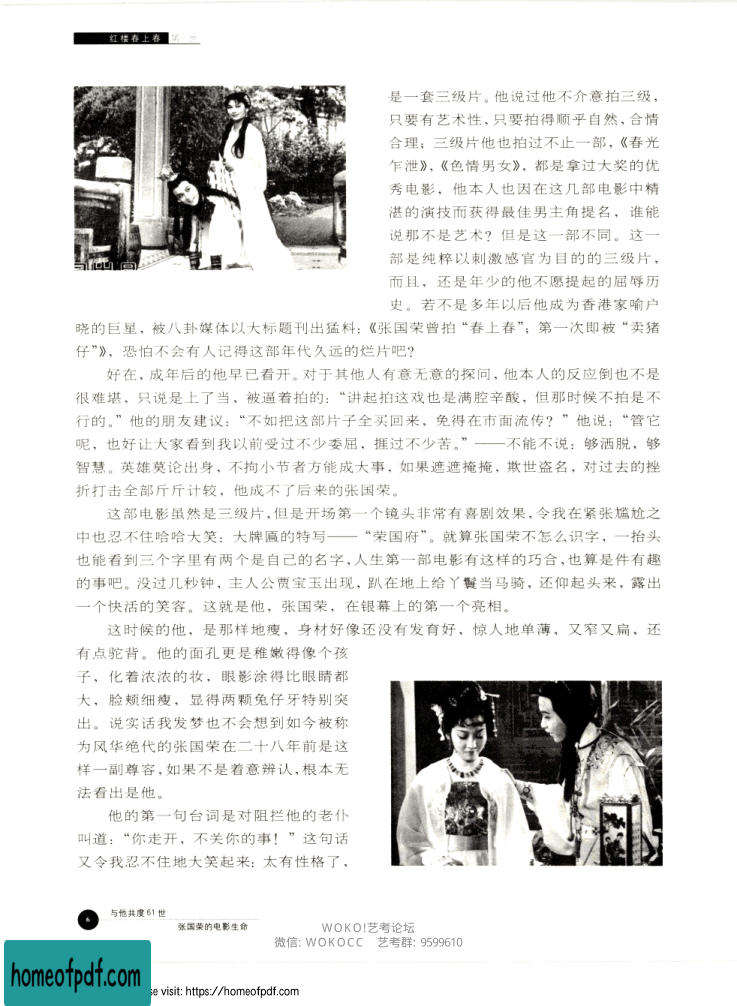 红楼春上春 第一世
是一套三级片。他说过他不介意拍三级，
只要有艺术性，只要拍得顺乎自然，合情
合理；三级片他也拍过不止一部，《春光
乍泄》，《色情男女》，都是拿过大奖的优
秀电影，他本人也因在这几部电影中精
湛的演技而获得最佳男主角提名，谁能
说那不是艺术？但是这一部不同。这一
部是纯粹以刺激感官为目的的三级片，
而且，还是年少的他不愿提起的屈辱历
史。若不是多年以后他成为香港家喻户
晓的巨星，被八卦媒体以大标题刊出猛料：《张国荣曾拍“春上春”；第一次即被“卖猪
仔”》，恐怕不会有人记得这部年代久远的烂片吧？
好在，成年后的他早已看开。对于其他人有意无意的探问，他本人的反应倒也不是
很难堪，只说是上了当，被逼着拍的：“讲起拍这戏也是满腔辛酸，但那时候不拍是不
行的。”他的朋友建议：“不如把这部片子全买回来，免得在市面流传？”他说：“管它
呢，也好让大家看到我以前受过不少委屈，捱过不少苦。”——不能不说：够洒脱，够
智慧。英雄莫论出身，不拘小节者方能成大事，如果遮遮掩掩，欺世盗名，对过去的挫
折打击全部斤斤计较，他成不了后来的张国荣。
这部电影虽然是三级片，但是开场第一个镜头非常有喜剧效果，令我在紧张尴尬之
中也忍不住哈哈大笑：大牌匾的特写——“荣国府”。就算张国荣不怎么识字，一抬头
也能看到三个字里有两个是自己的名字，人生第一部电影有这样的巧合，也算是件有趣
的事吧。没过几秒钟，主人公贾宝玉出现，趴在地上给丫鬟当马骑，还仰起头来，露出
一个快活的笑容。这就是他，张国荣，在银幕上的第一个亮相。
这时候的他，是那样地瘦，身材好像还没有发育好，惊人地单薄，又窄又扁，还
有点驼背。他的面孔更是稚嫩得像个孩
子，化着浓浓的妆，眼影涂得比眼睛都
大，脸颊细瘦，显得两颗兔仔牙特别突
出。说实话我发梦也不会想到如今被称
为风华绝代的张国荣在二十八年前是这
样一副尊容，如果不是着意辨认，根本无
法看出是他。
他的第一句台词是对阻拦他的老仆
叫道：“你走开，不关你的事！”这句话
又令我忍不住地大笑起来：太有性格了，
6
与他共度61世
张国荣的电影生命
WOKO!艺考论坛
微信: WOKOCC 艺考群: 9599610
homeofpdf.com
se visit: https://homeofpdf.com